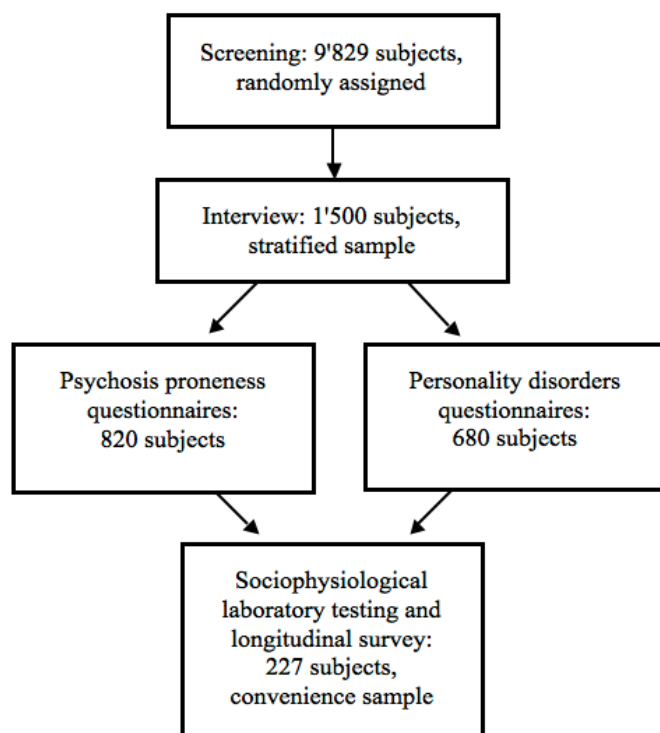 Screening: 9'829 subjects,
randomly assigned
Interview: 1'500 subjects,
stratified sample
Psychosis proneness
questionnaires:
820 subjects
Personality disorders
questionnaires:
680 subjects
Sociophysiological
laboratory testing and
longitudinal survey:
227 subjects,
convenience sample